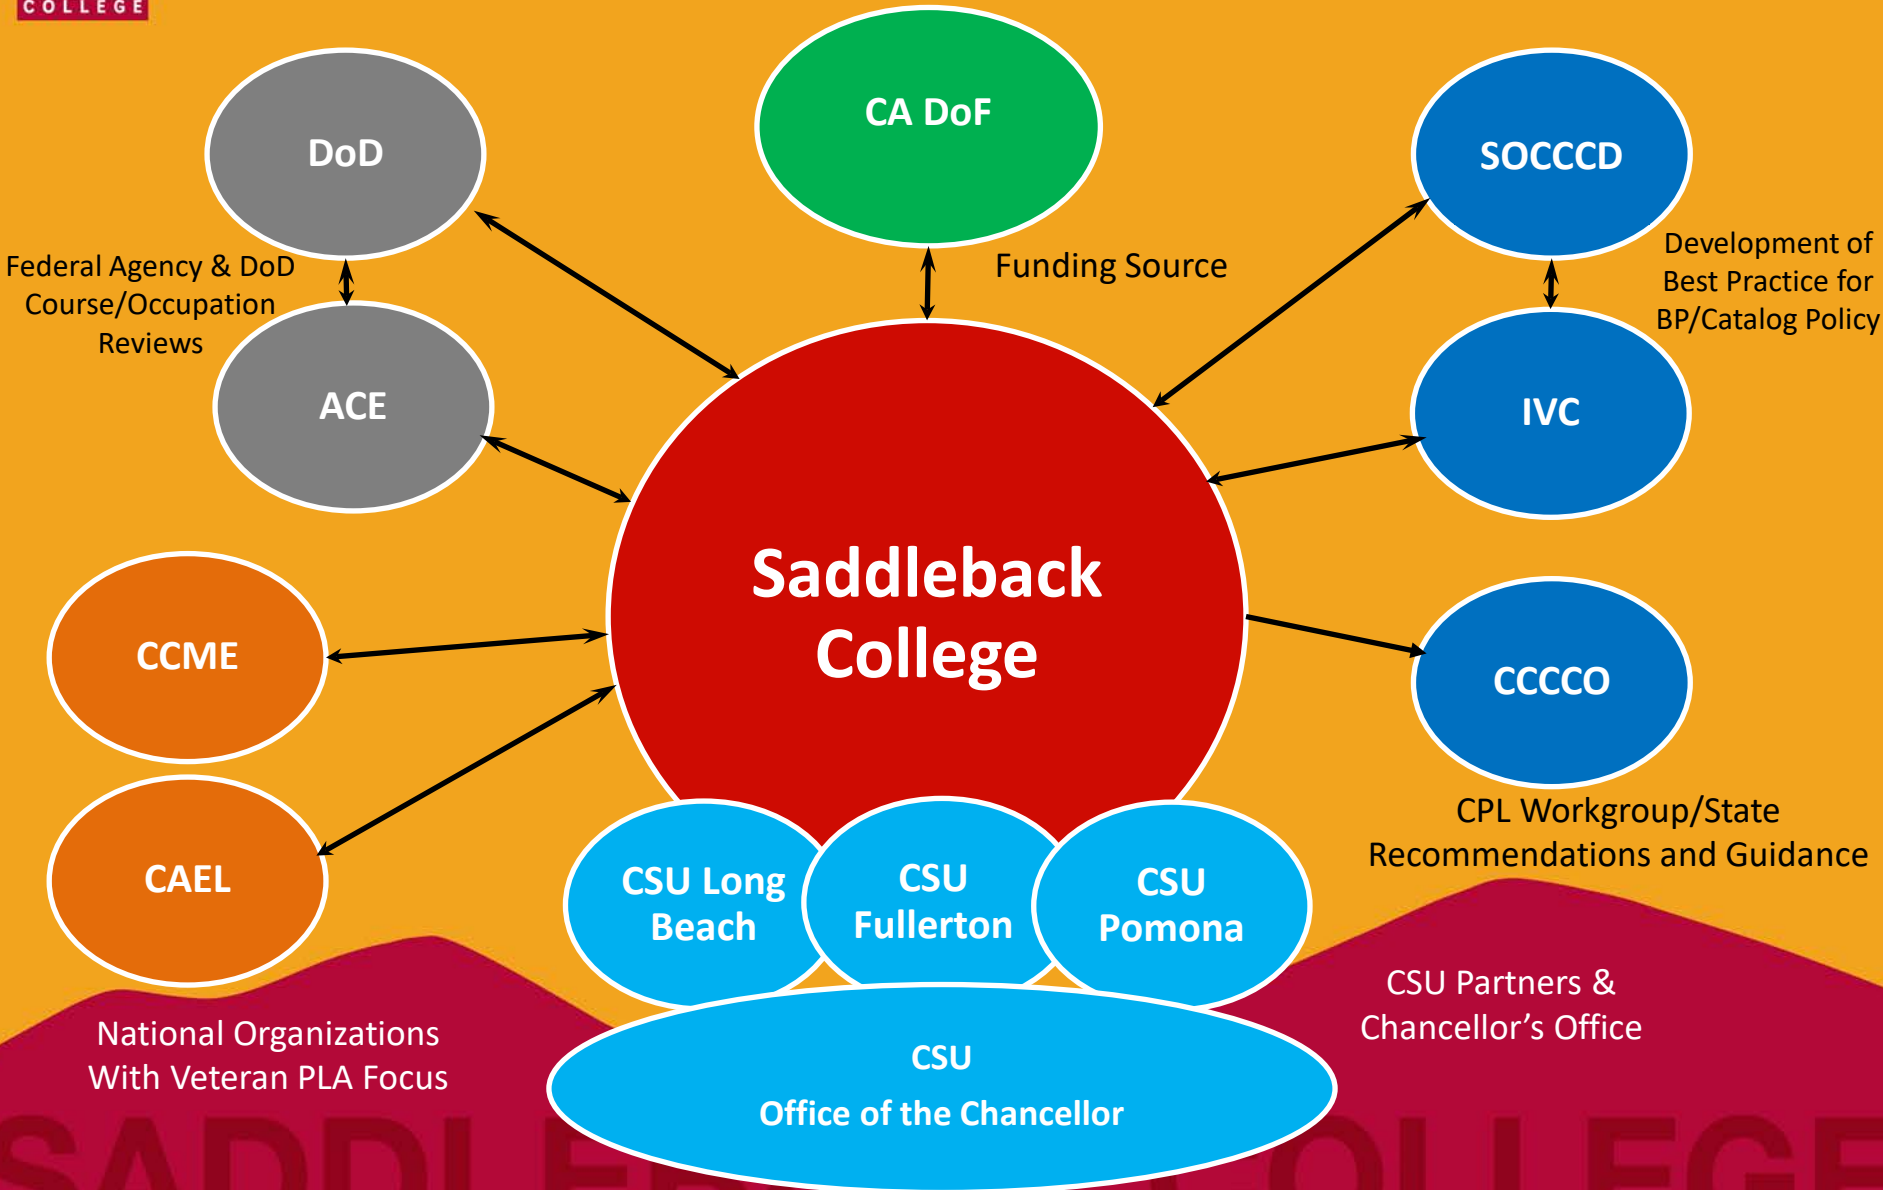 COLLEGE
DoD
CA DoF
SOCCCD
Federal Agency & DoD
Course/Occupation
Reviews
Funding Source
Development of
Best Practice for
BP/Catalog Policy
ACE
IVC
Saddleback
College
CCME
CCCCO
CAEL
CPL Workgroup/State
Recommendations and Guidance
CSU Long
Beach
CSU
Fullerton
CSU
Pomona
National Organizations
With Veteran PLA Focus
CSU Partners &
Chancellor’s Office
CSU
Office of the Chancellor
COLLEGE